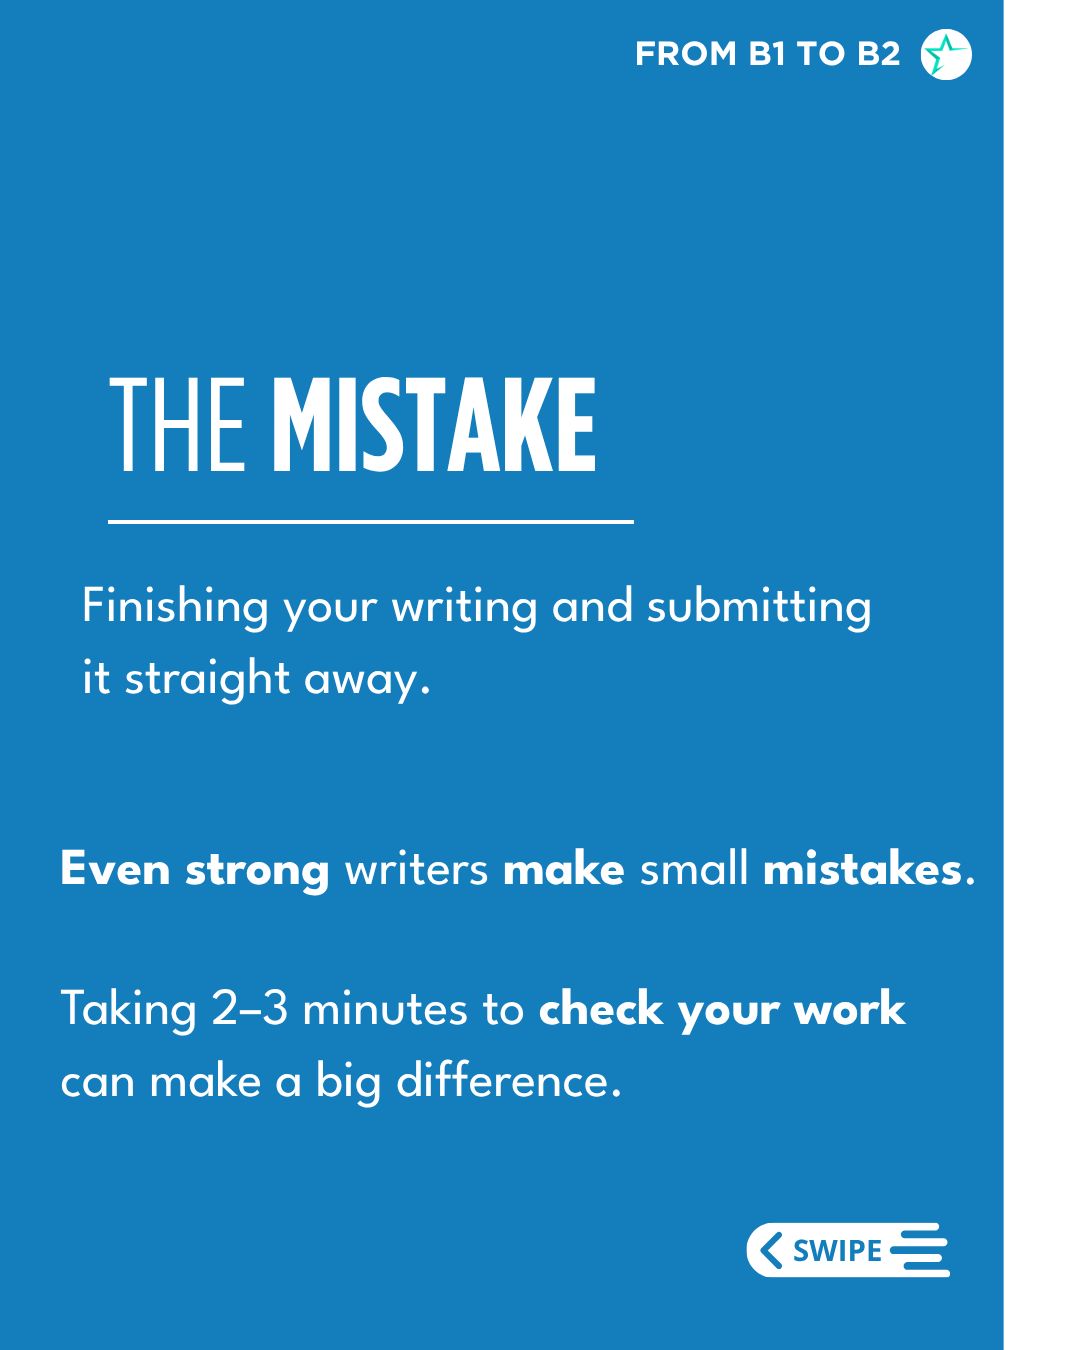 FROM B1 TO B2
THE MISTAKE
Finishing your writing and submitting
it straight away.
Even strong writers make small mistakes.
Taking 2–3 minutes to check your work
can make a big difference.
SWIPE